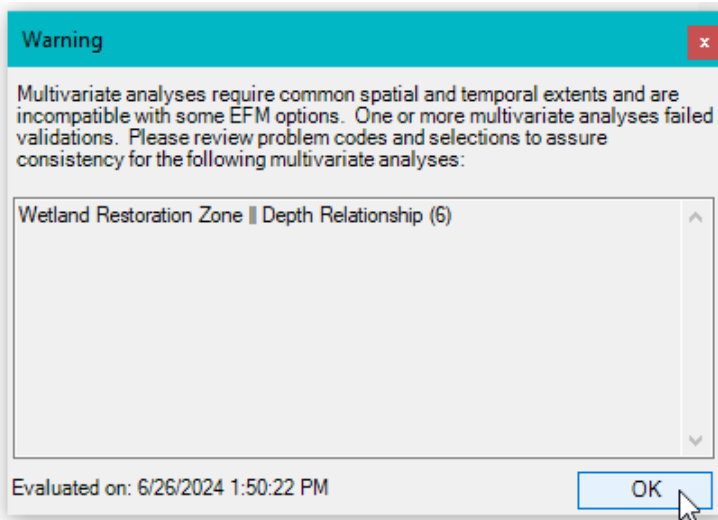 Warning
x
Multivariate analyses require common spatial and temporal extents and are
incompatible with some EFM options.  One or more multivariate analyses failed
validations.  Please review problem codes and selections to assure
consistency for the following multivariate analyses:
Wetland Restoration Zone || Depth Relationship (6)
Evaluated on: 6/26/2024 1:50:22 PM
OK